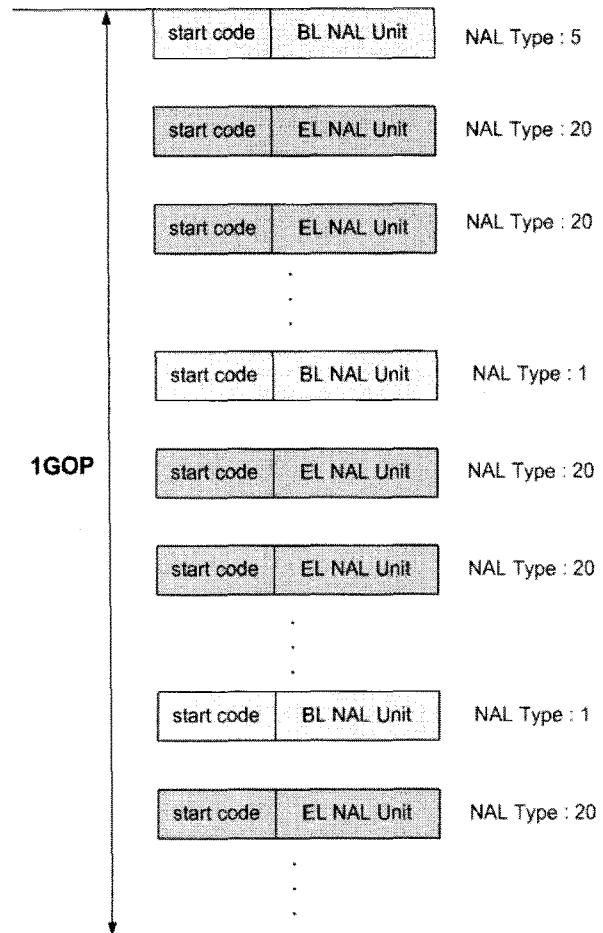 start code BL NAL Unit NAL Type : 5
start code EL NAL Unit NAL Type : 20
start code EL NAL Unit NAL Type : 20
start code BL NAL Unit NAL Type : 1
1GOP
start code EL NAL Unit NAL Type : 20
start code EL NAL Unit NAL Type : 20
start code BL NAL Unit NAL Type : 1
start code EL NAL Unit NAL Type : 20